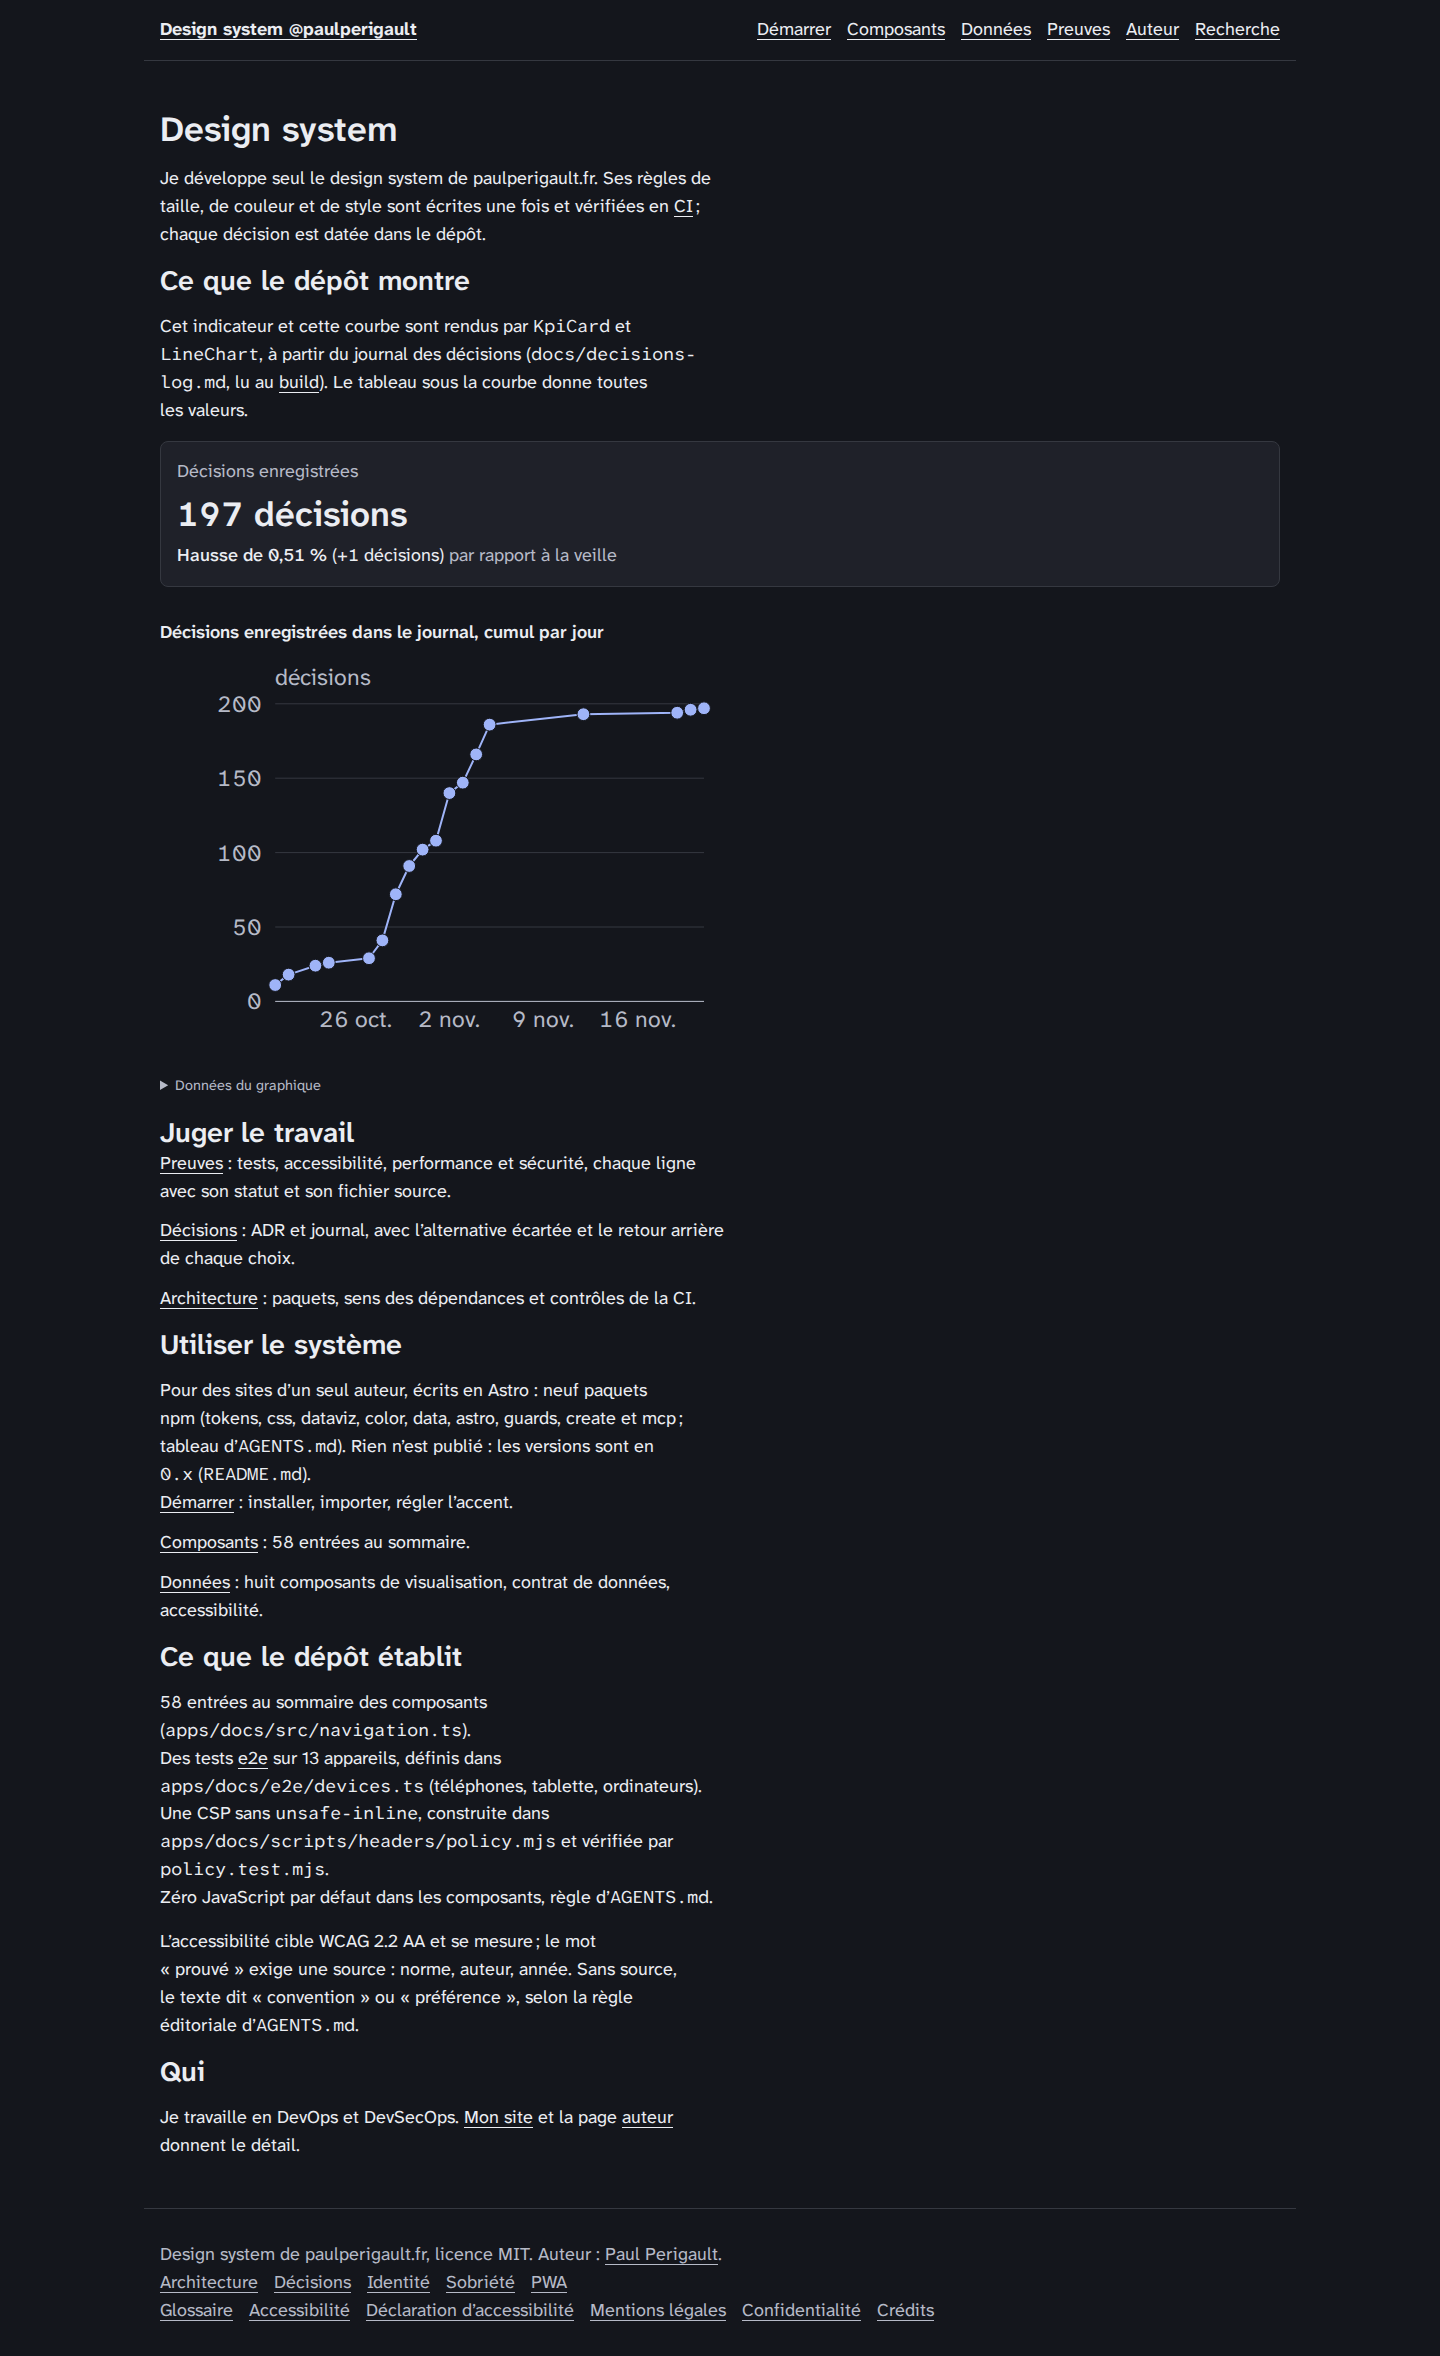 Design system @paulperigault
Démarrer Composants Données Preuves Auteur Recherche
Design system
Je développe seul le design system de paulperigault.fr. Ses règles de
taille, de couleur et de style sont écrites une fois et vérifiées en CI ;
chaque décision est datée dans le dépôt.
Ce que le dépôt montre
Cet indicateur et cette courbe sont rendus par KpiCard et
LineChart, à partir du journal des décisions (docs/decisions-
log.md, lu au build). Le tableau sous la courbe donne toutes
les valeurs.
Décisions enregistrées
197 décisions
Hausse de 0,51 % (+1 décisions) par rapport à la veille
Décisions enregistrées dans le journal, cumul par jour
décisions
200
150
100
50
0
26 oct. 2 nov. 9 nov. 16 nov.
▶ Données du graphique
Juger le travail
Preuves : tests, accessibilité, performance et sécurité, chaque ligne
avec son statut et son fichier source.
Décisions : ADR et journal, avec l’alternative écartée et le retour arrière
de chaque choix.
Architecture : paquets, sens des dépendances et contrôles de la CI.
Utiliser le système
Pour des sites d’un seul auteur, écrits en Astro : neuf paquets
npm (tokens, css, dataviz, color, data, astro, guards, create et mcp ;
tableau d’AGENTS.md). Rien n’est publié : les versions sont en
0.x (README.md).
Démarrer : installer, importer, régler l’accent.
Composants : 58 entrées au sommaire.
Données : huit composants de visualisation, contrat de données,
accessibilité.
Ce que le dépôt établit
58 entrées au sommaire des composants
(apps/docs/src/navigation.ts).
Des tests e2e sur 13 appareils, définis dans
apps/docs/e2e/devices.ts (téléphones, tablette, ordinateurs).
Une CSP sans unsafe-inline, construite dans
apps/docs/scripts/headers/policy.mjs et vérifiée par
policy.test.mjs.
Zéro JavaScript par défaut dans les composants, règle d’AGENTS.md.
L’accessibilité cible WCAG 2.2 AA et se mesure ; le mot
« prouvé » exige une source : norme, auteur, année. Sans source,
le texte dit « convention » ou « préférence », selon la règle
éditoriale d’AGENTS.md.
Qui
Je travaille en DevOps et DevSecOps. Mon site et la page auteur
donnent le détail.
Design system de paulperigault.fr, licence MIT. Auteur : Paul Perigault.
Architecture Décisions Identité Sobriété PWA
Glossaire Accessibilité Déclaration d’accessibilité Mentions légales Confidentialité Crédits